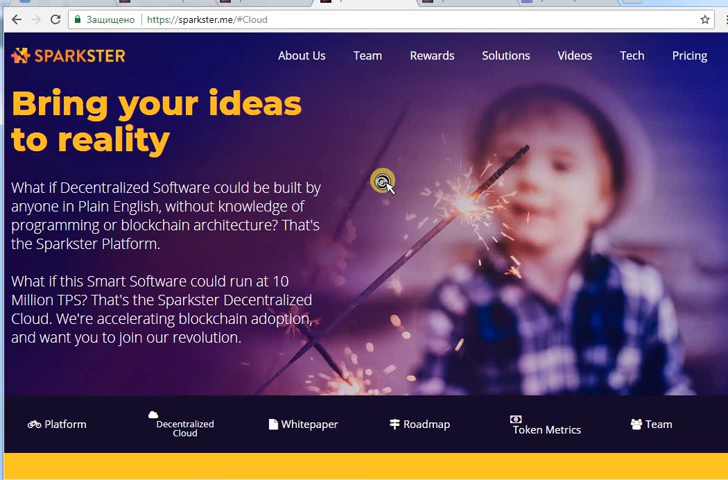 Защищено
https://sparkster.me/#Cloud
SPARKSTER
About Us
Team
Rewards
Solutions
Videos
Tech
Pricing
Bring your ideas
to reality
What if Decentralized Software could be built by
anyone in Plain English, without knowledge of
programming or blockchain architecture? That's
the Sparkster Platform.
What if this Smart Software could run at 10
Million TPS? That's the Sparkster Decentralized
Cloud. We're accelerating blockchain adoption,
and want you to join our revolution.
Platform
Decentralized
Cloud
Whitepaper
Roadmap
Token Metrics
Team